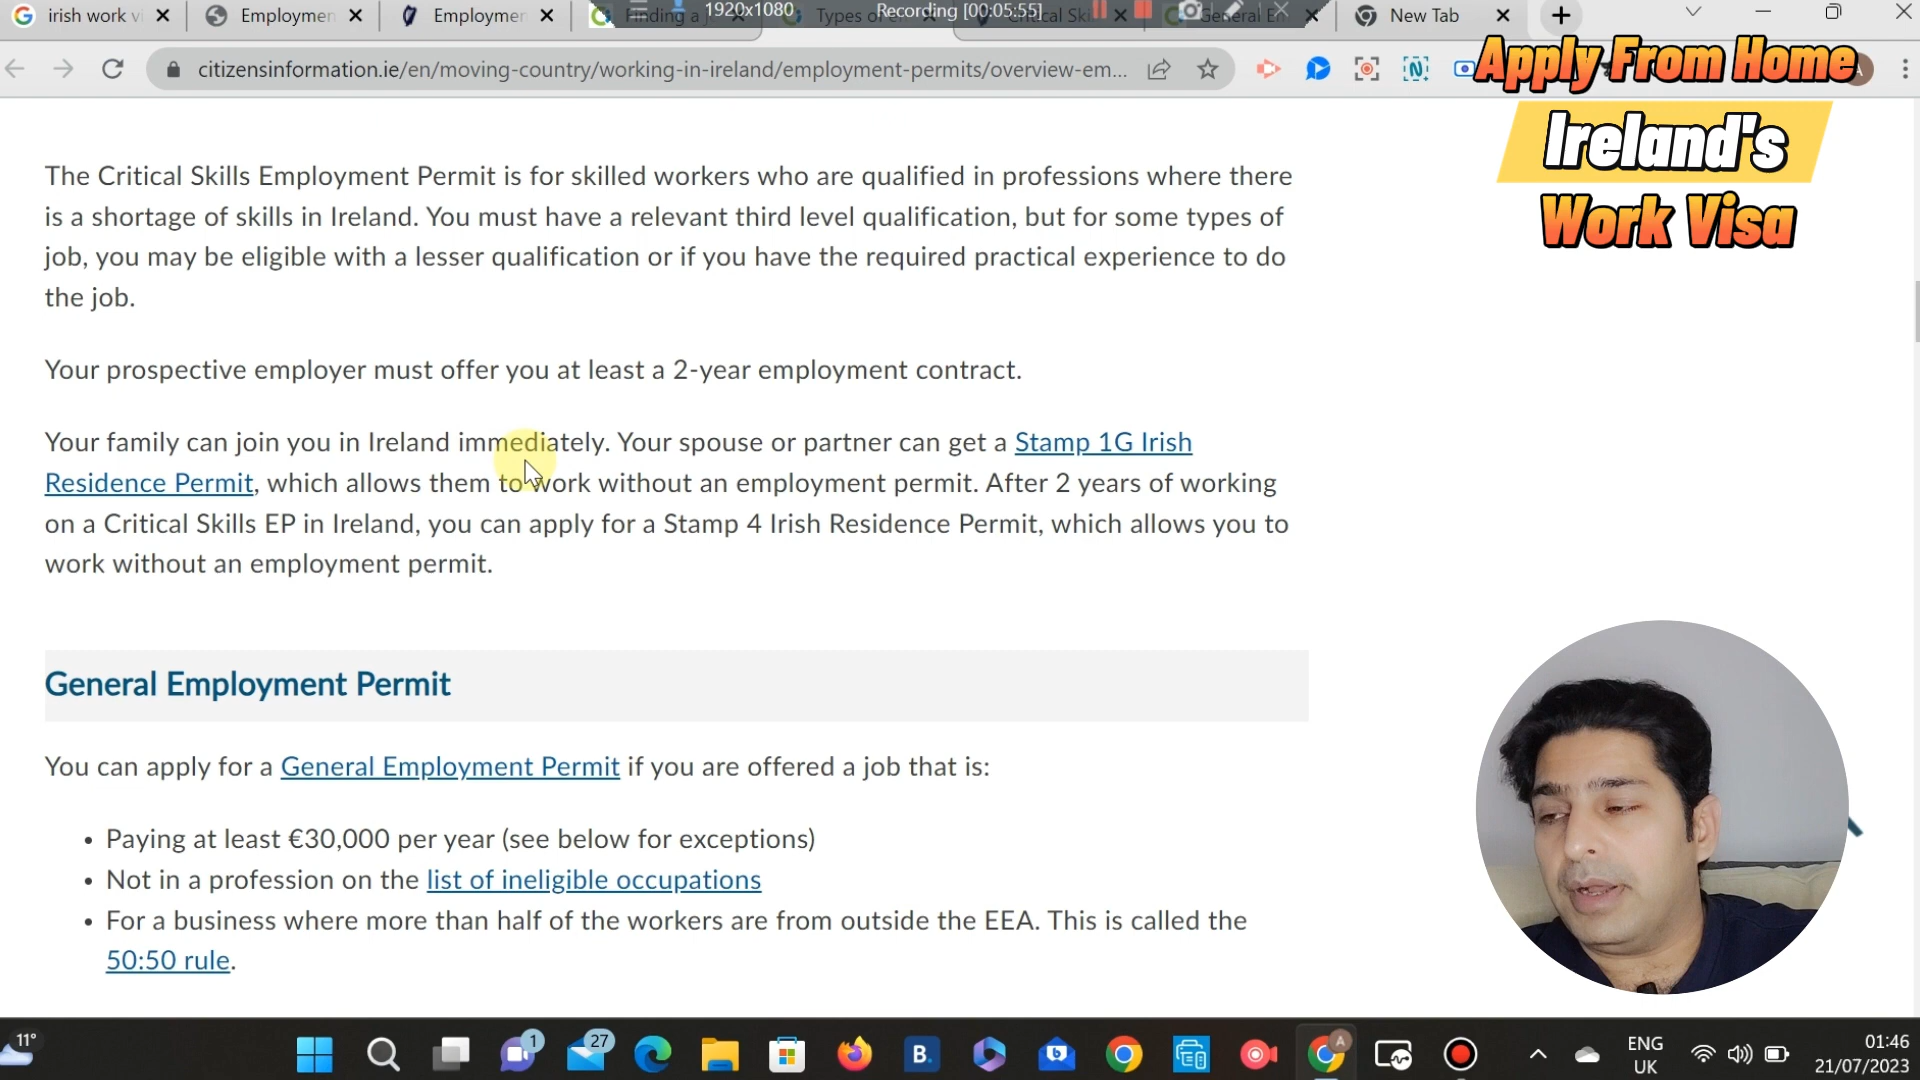 irish work vi
Employmen
Employmen
Finding a j
Types of e
Critical Ski
General E
New Tab
1920x1080
Recording [00:05:55]
citizensinformation.ie/en/moving-country/working-in-ireland/employment-permits/overview-em...
Apply From Home
Ireland's
Work Visa
The Critical Skills Employment Permit is for skilled workers who are qualified in professions where there
is a shortage of skills in Ireland. You must have a relevant third level qualification, but for some types of
job, you may be eligible with a lesser qualification or if you have the required practical experience to do
the job.
Your prospective employer must offer you at least a 2-year employment contract.
Your family can join you in Ireland immediately. Your spouse or partner can get a Stamp 1G Irish
Residence Permit, which allows them to work without an employment permit. After 2 years of working
on a Critical Skills EP in Ireland, you can apply for a Stamp 4 Irish Residence Permit, which allows you to
work without an employment permit.
General Employment Permit
You can apply for a General Employment Permit if you are offered a job that is:
• Paying at least €30,000 per year (see below for exceptions)
• Not in a profession on the list of ineligible occupations
• For a business where more than half of the workers are from outside the EEA. This is called the
50:50 rule.
11°
1
27
B.
A
ENG
UK
01:46
21/07/2023